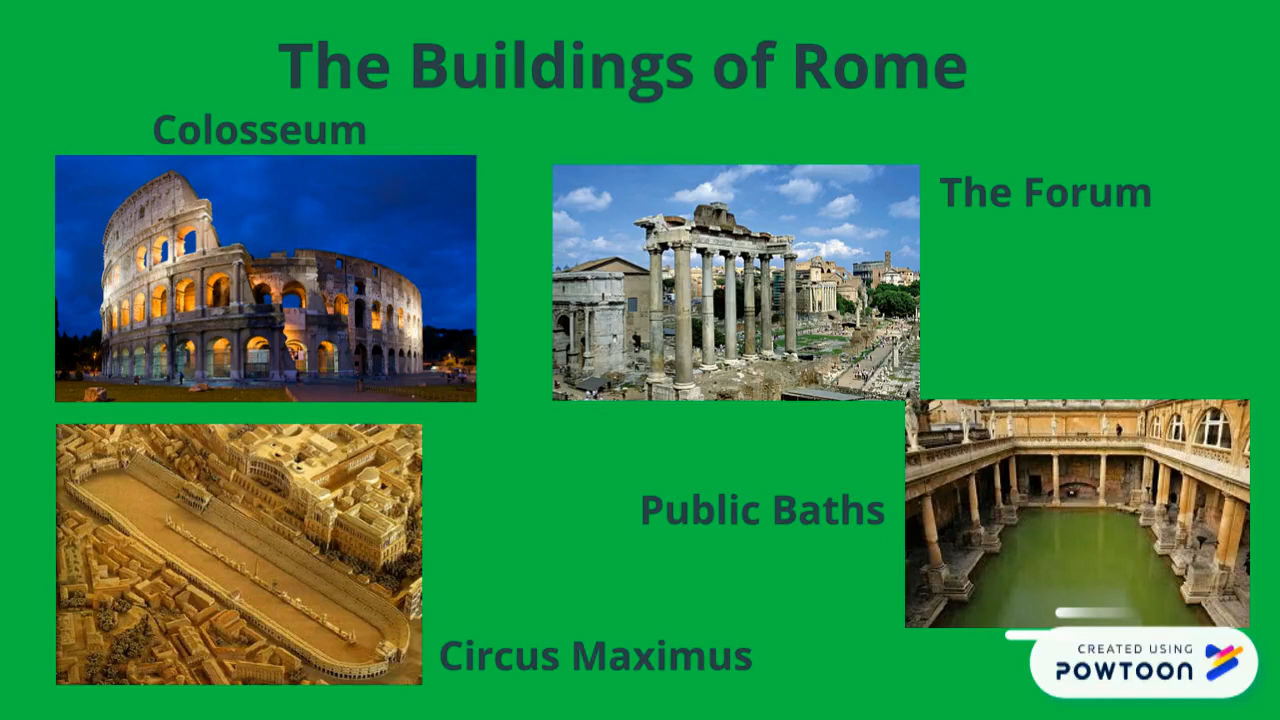 The Buildings of Rome
Colosseum
The Forum
Public Baths
Circus Maximus
CREATED USING
POWTOON